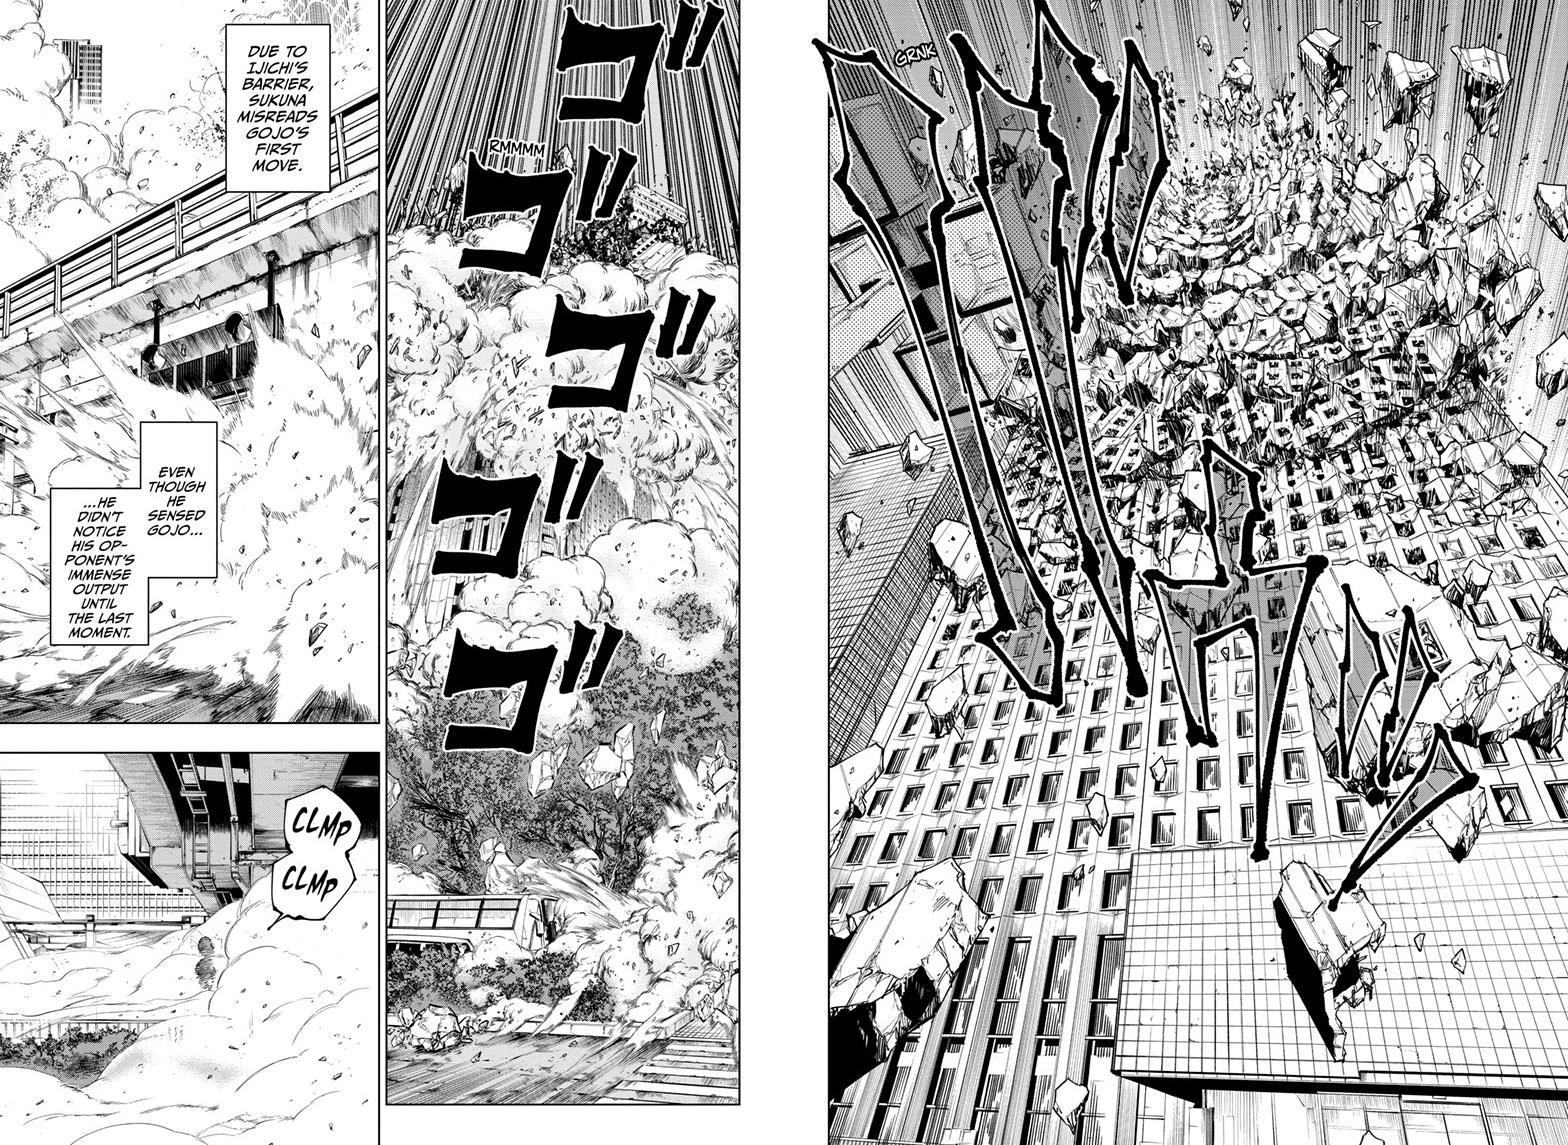 GRNK
RMMMM
ゴ
ゴ
ゴ
ゴ
ゴ
DUE TO
IJICHI'S
BARRIER,
SUKUNA
MISREADS
GOJO'S
FIRST
MOVE.
EVEN
THOUGH
HE
SENSED
GOJO...
...HE
DIDN'T
NOTICE
HIS OP-
PONENT'S
IMMENSE
OUTPUT
UNTIL
THE LAST
MOMENT.
CLMP
CLMP